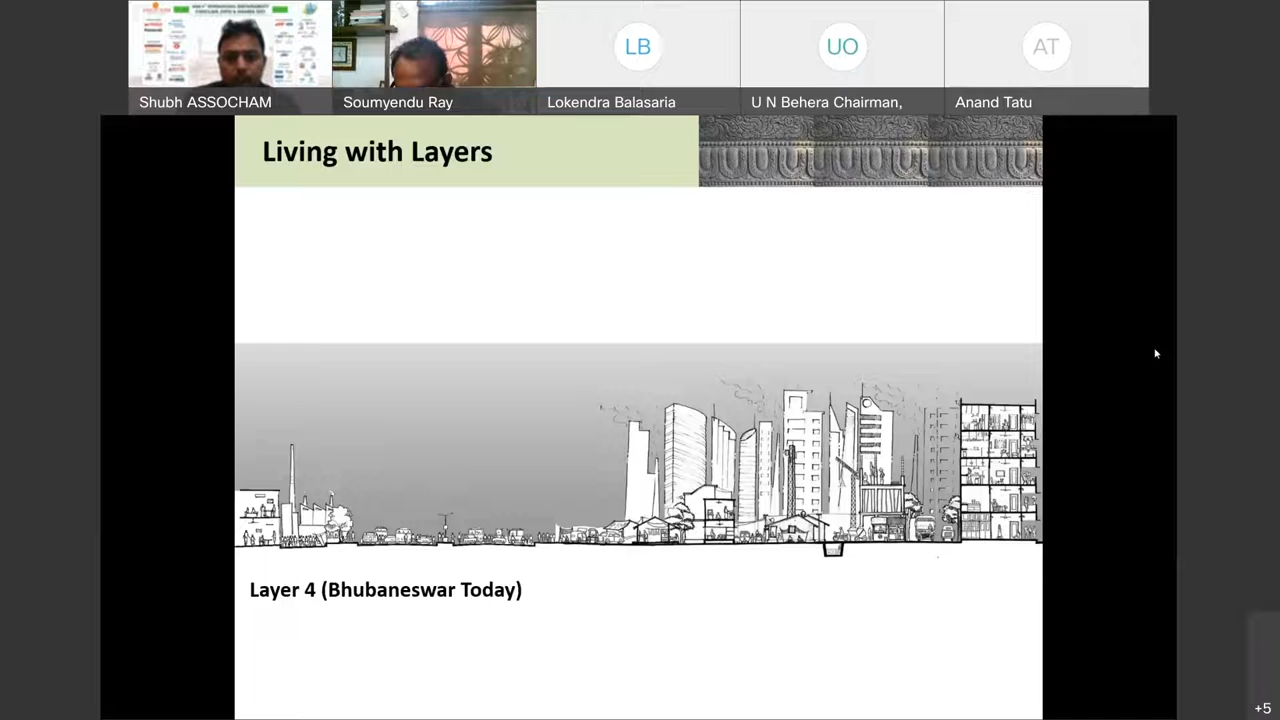 LB
UO
AT
Shubh ASSOCHAM
Soumyendu Ray
Lokendra Balasaria
U N Behera Chairman,
Anand Tatu
Living with Layers
Layer 4 (Bhubaneswar Today)
+5